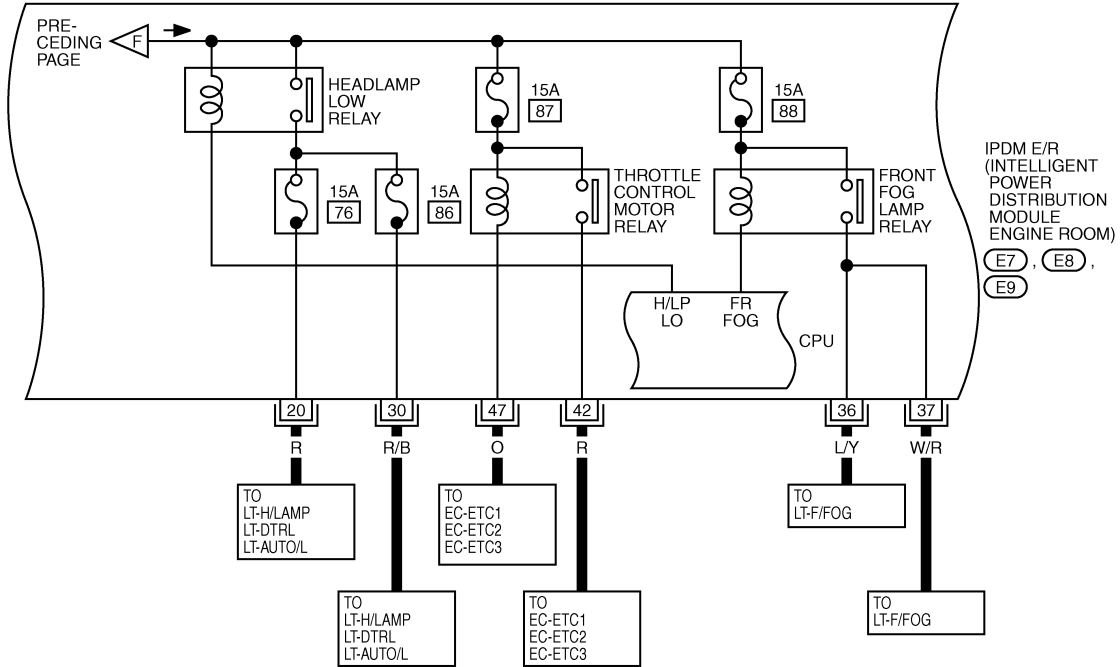 PRE-
CEDING
PAGE
F
HEADLAMP
LOW
RELAY
15A
87
15A
88
15A
76
15A
86
THROTTLE
CONTROL
MOTOR
RELAY
FRONT
FOG
LAMP
RELAY
IPDM E/R
(INTELLIGENT
POWER
DISTRIBUTION
MODULE
ENGINE ROOM)
E7 , E8 ,
E9
H/LP
LO
FR
FOG
CPU
20
30
47
42
36
37
R
R/B
O
R
L/Y
W/R
TO
LT-H/LAMP
LT-DTRL
LT-AUTO/L
TO
EC-ETC1
EC-ETC2
EC-ETC3
TO
LT-F/FOG
TO
LT-H/LAMP
LT-DTRL
LT-AUTO/L
TO
EC-ETC1
EC-ETC2
EC-ETC3
TO
LT-F/FOG